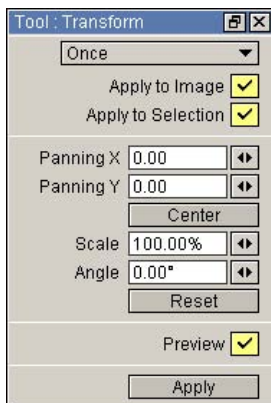 Tool : Transform
Once
Apply to Image
Apply to Selection
Panning X 0.00
Panning Y 0.00
Center
Scale 100.00%
Angle 0.00°
Reset
Preview
Apply